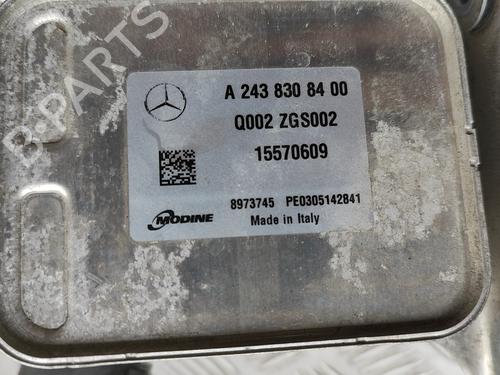 B-PARTS
A 243 830 84 00
Q002 ZGS002
15570609
8973745 PE0305142841
MODINE
Made in Italy